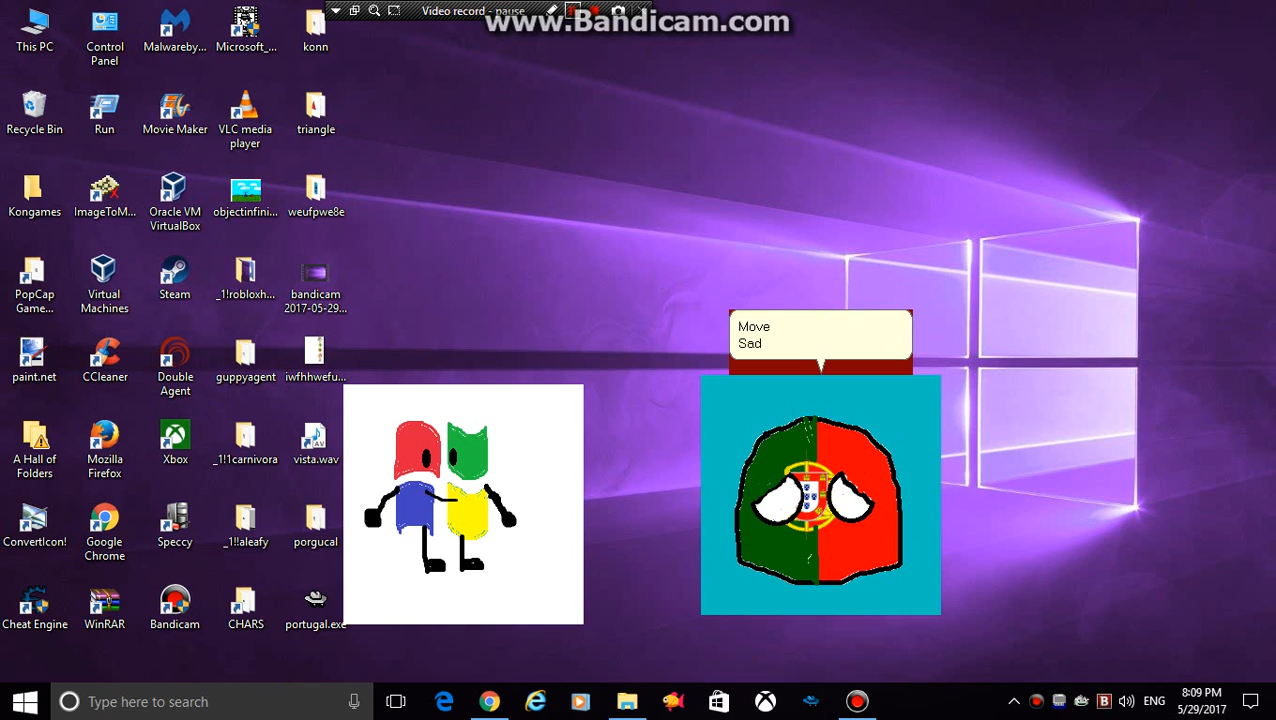 Video record - pause
www.Bandicam.com
This PC
Control
Panel
Malwareby...
Microsoft_...
konn
Recycle Bin
Run
Movie Maker
VLC media
player
triangle
Kongames
ImageToM...
Oracle VM
VirtualBox
objectinfini...
weufpwe8e
PopCap
Game...
Virtual
Machines
Steam
_1!robloxh...
bandicam
2017-05-29...
Move
Sad
paint.net
CCleaner
Double
Agent
guppyagent
iwfhhwefu...
A Hall of
Folders
Mozilla
Firefox
Xbox
_1!1carnivora
vista.wav
ConvertIcon!
Google
Chrome
Speccy
_1!!aleafy
porgucal
Cheat Engine
WinRAR
Bandicam
CHARS
portugal.exe
Type here to search
ENG
8:09 PM
5/29/2017